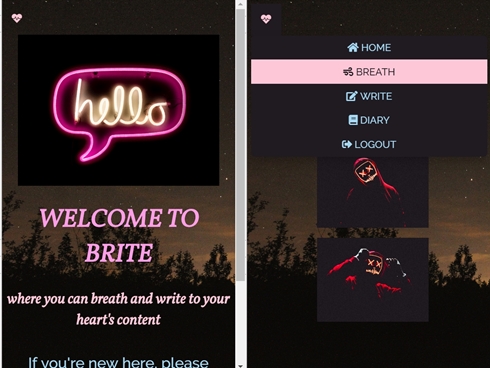 hello
WELCOME TO
BRITE
where you can breath and write to your
heart's content
If you're new here, please
HOME
BREATH
WRITE
DIARY
LOGOUT